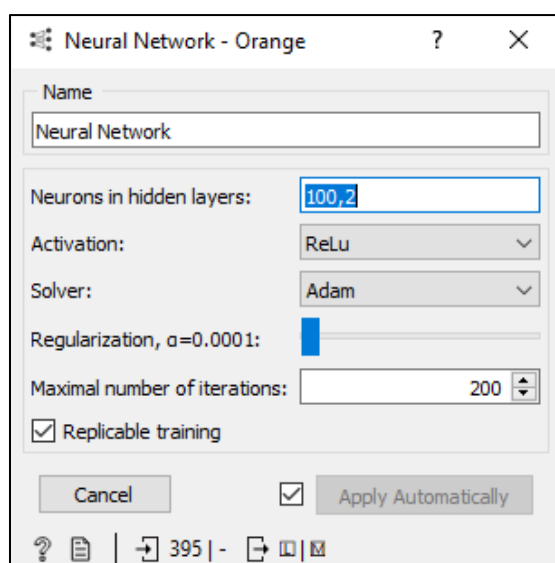 Neural Network - Orange ? ×
Name
Neural Network
Neurons in hidden layers: 100,2
Activation: ReLu
Solver: Adam
Regularization, α=0.0001:
Maximal number of iterations: 200
Replicable training
Cancel Apply Automatically
? | 395 | - L | M